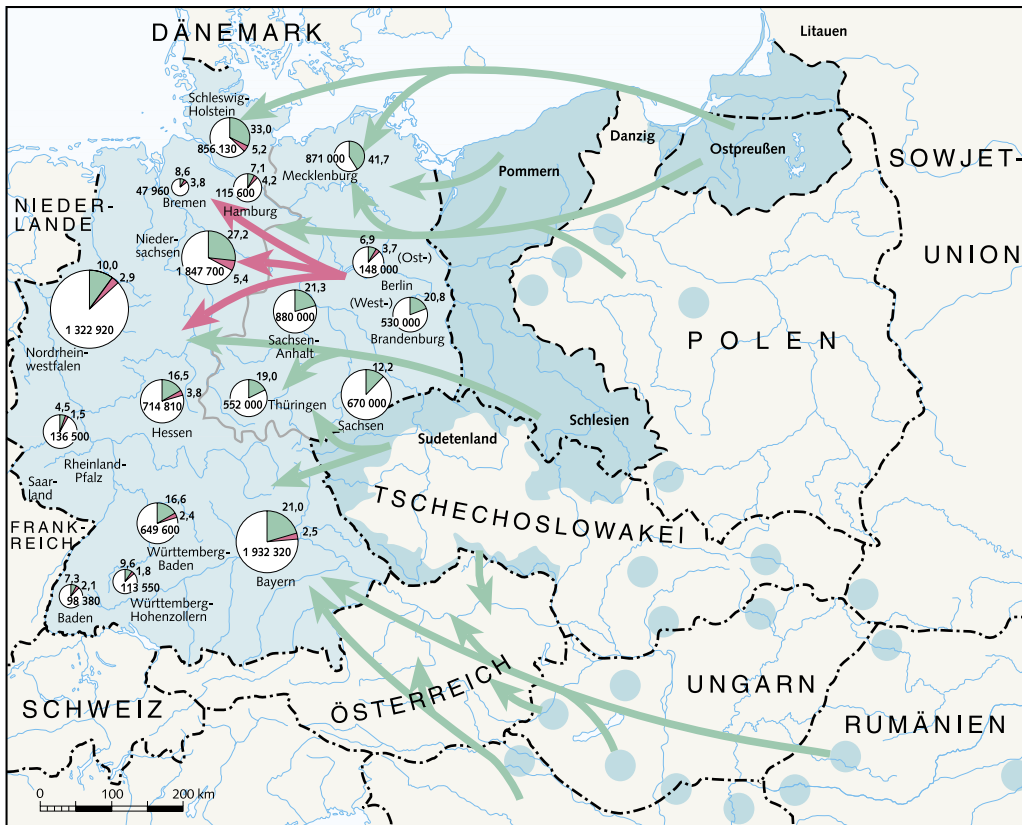 DÄNEMARK
Litauen
Schleswig-
Holstein
33,0
856 130
5,2
871 000
41,7
Mecklenburg
Danzig
Ostpreußen
SOWJET-
UNION
Pommern
8,6
3,8
47 960
Bremen
7,1
4,2
115 600
Hamburg
NIEDER-
LANDE
Nieder-
sachsen
27,2
1 847 700
5,4
6,9
3,7
(Ost-)
148 000
Berlin
(West-)
10,0
2,9
1 322 920
Nordrhein-
westfalen
21,3
880 000
Sachsen-
Anhalt
20,8
530 000
Brandenburg
POLEN
16,5
3,8
714 810
Hessen
19,0
552 000
Thüringen
12,2
670 000
Sachsen
Schlesien
Sudetenland
4,5
1,5
136 500
Rheinland-
Pfalz
Saar-
land
FRANK-
REICH
TSCHECHOSLOWAKEI
16,6
2,4
649 600
Württemberg-
Baden
21,0
2,5
1 932 320
Bayern
7,3
2,1
98 380
Baden
9,6
1,8
113 550
Württemberg-
Hohenzollern
SCHWEIZ
ÖSTERREICH
UNGARN
RUMÄNIEN
0 100 200 km